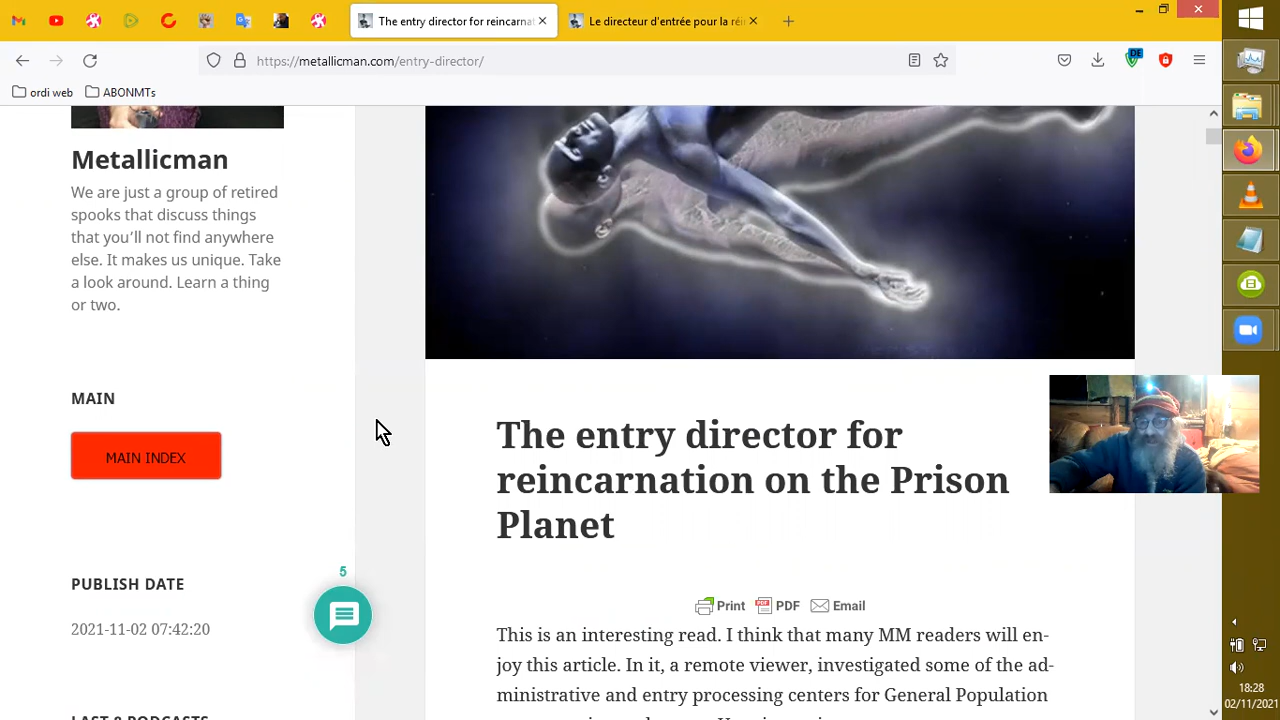 The entry director for reincarnat
Le directeur d'entrée pour la réi
https://metallicman.com/entry-director/
DE
ordi web
ABONMTs
Metallicman
We are just a group of retired
spooks that discuss things
that you'll not find anywhere
else. It makes us unique. Take
a look around. Learn a thing
or two.
MAIN
MAIN INDEX
PUBLISH DATE
2021-11-02 07:42:20
5
The entry director for
reincarnation on the Prison
Planet
Print PDF Email
This is an interesting read. I think that many MM readers will en-
joy this article. In it, a remote viewer, investigated some of the ad-
ministrative and entry processing centers for General Population
18:28
02/11/2021